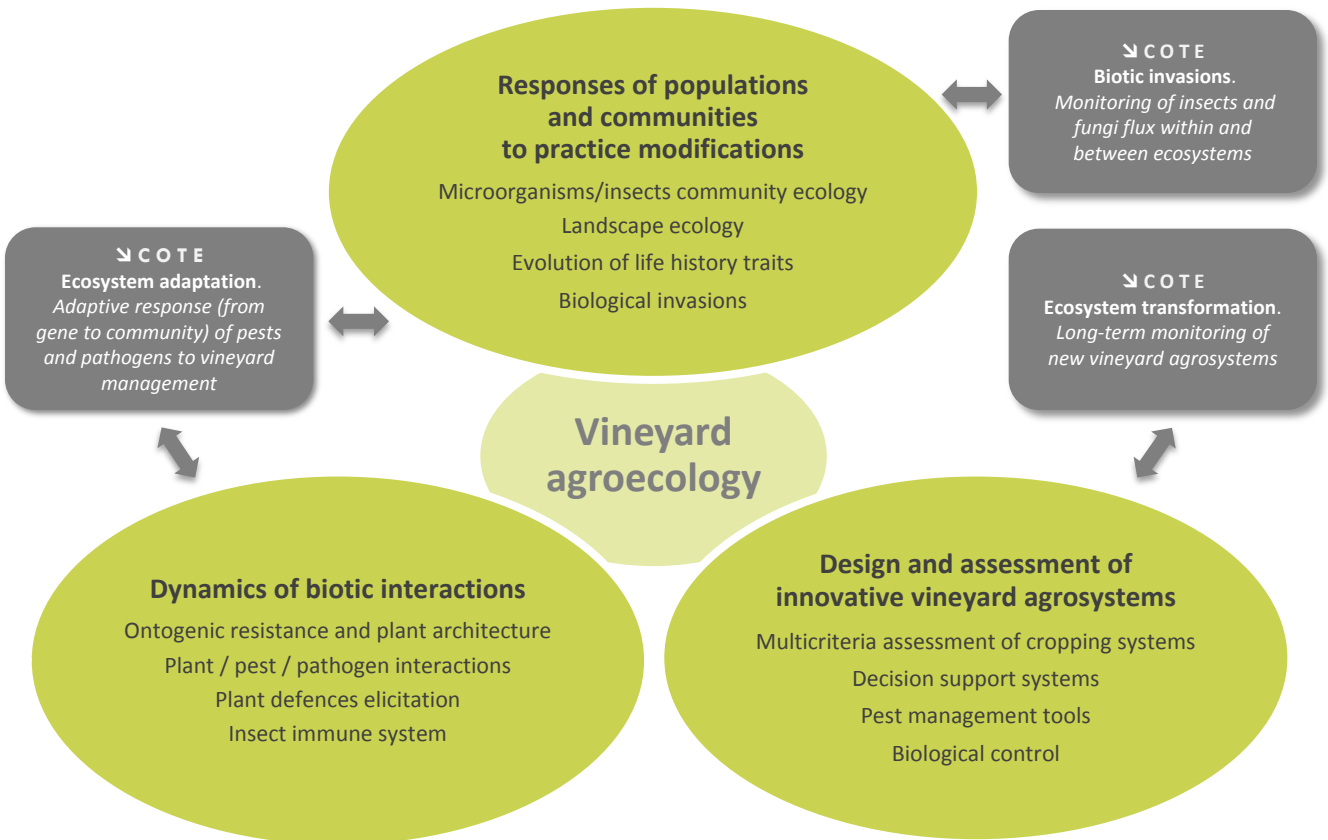 Responses of populations
and communities
to practice modifications
Microorganisms/insects community ecology
Landscape ecology
Evolution of life history traits
Biological invasions
COTE
Biotic invasions.
Monitoring of insects and
fungi flux within and
between ecosystems
COTE
Ecosystem adaptation.
Adaptive response (from
gene to community) of pests
and pathogens to vineyard
management
COTE
Ecosystem transformation.
Long-term monitoring of
new vineyard agrosystems
Vineyard
agroecology
Dynamics of biotic interactions
Ontogenic resistance and plant architecture
Plant / pest / pathogen interactions
Plant defences elicitation
Insect immune system
Design and assessment of
innovative vineyard agrosystems
Multicriteria assessment of cropping systems
Decision support systems
Pest management tools
Biological control